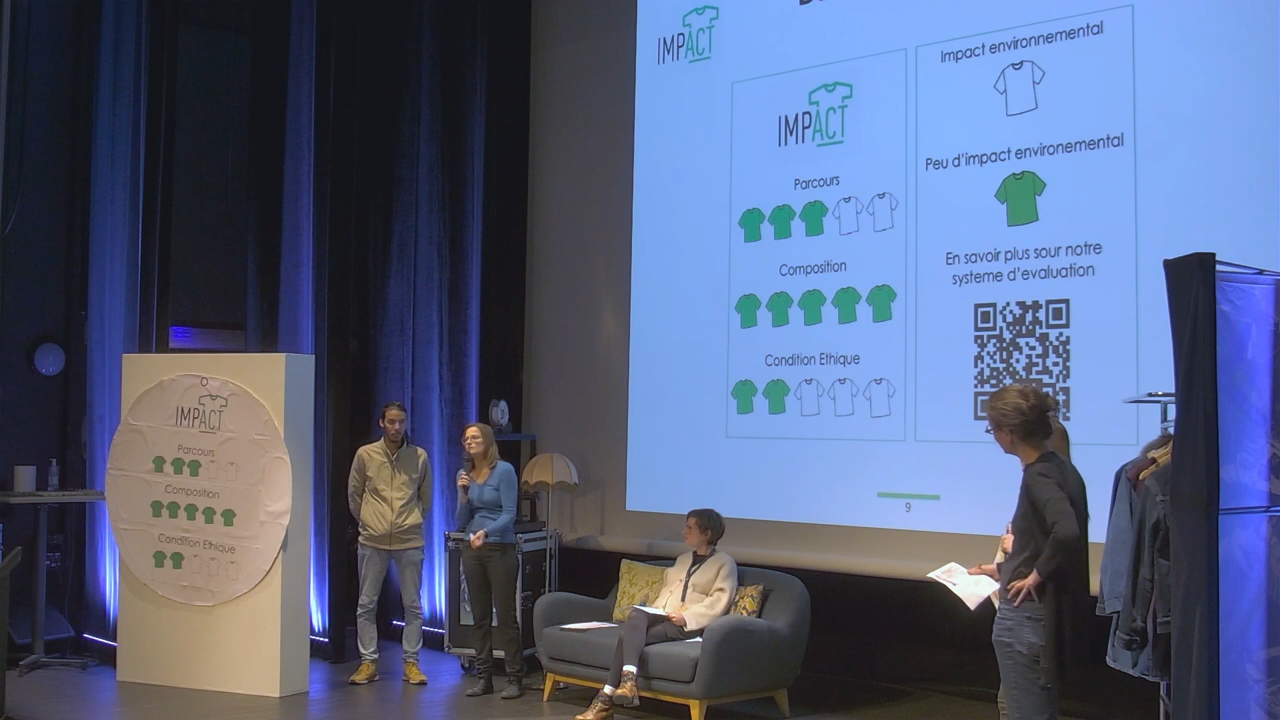 IMPACT
IMPACT
Parcours
Composition
Condition Ethique
Impact environnemental
Peu d'impact environemental
En savoir plus sour notre
systeme d'evaluation
9
IMPACT
Parcours
Composition
Condition Ethique